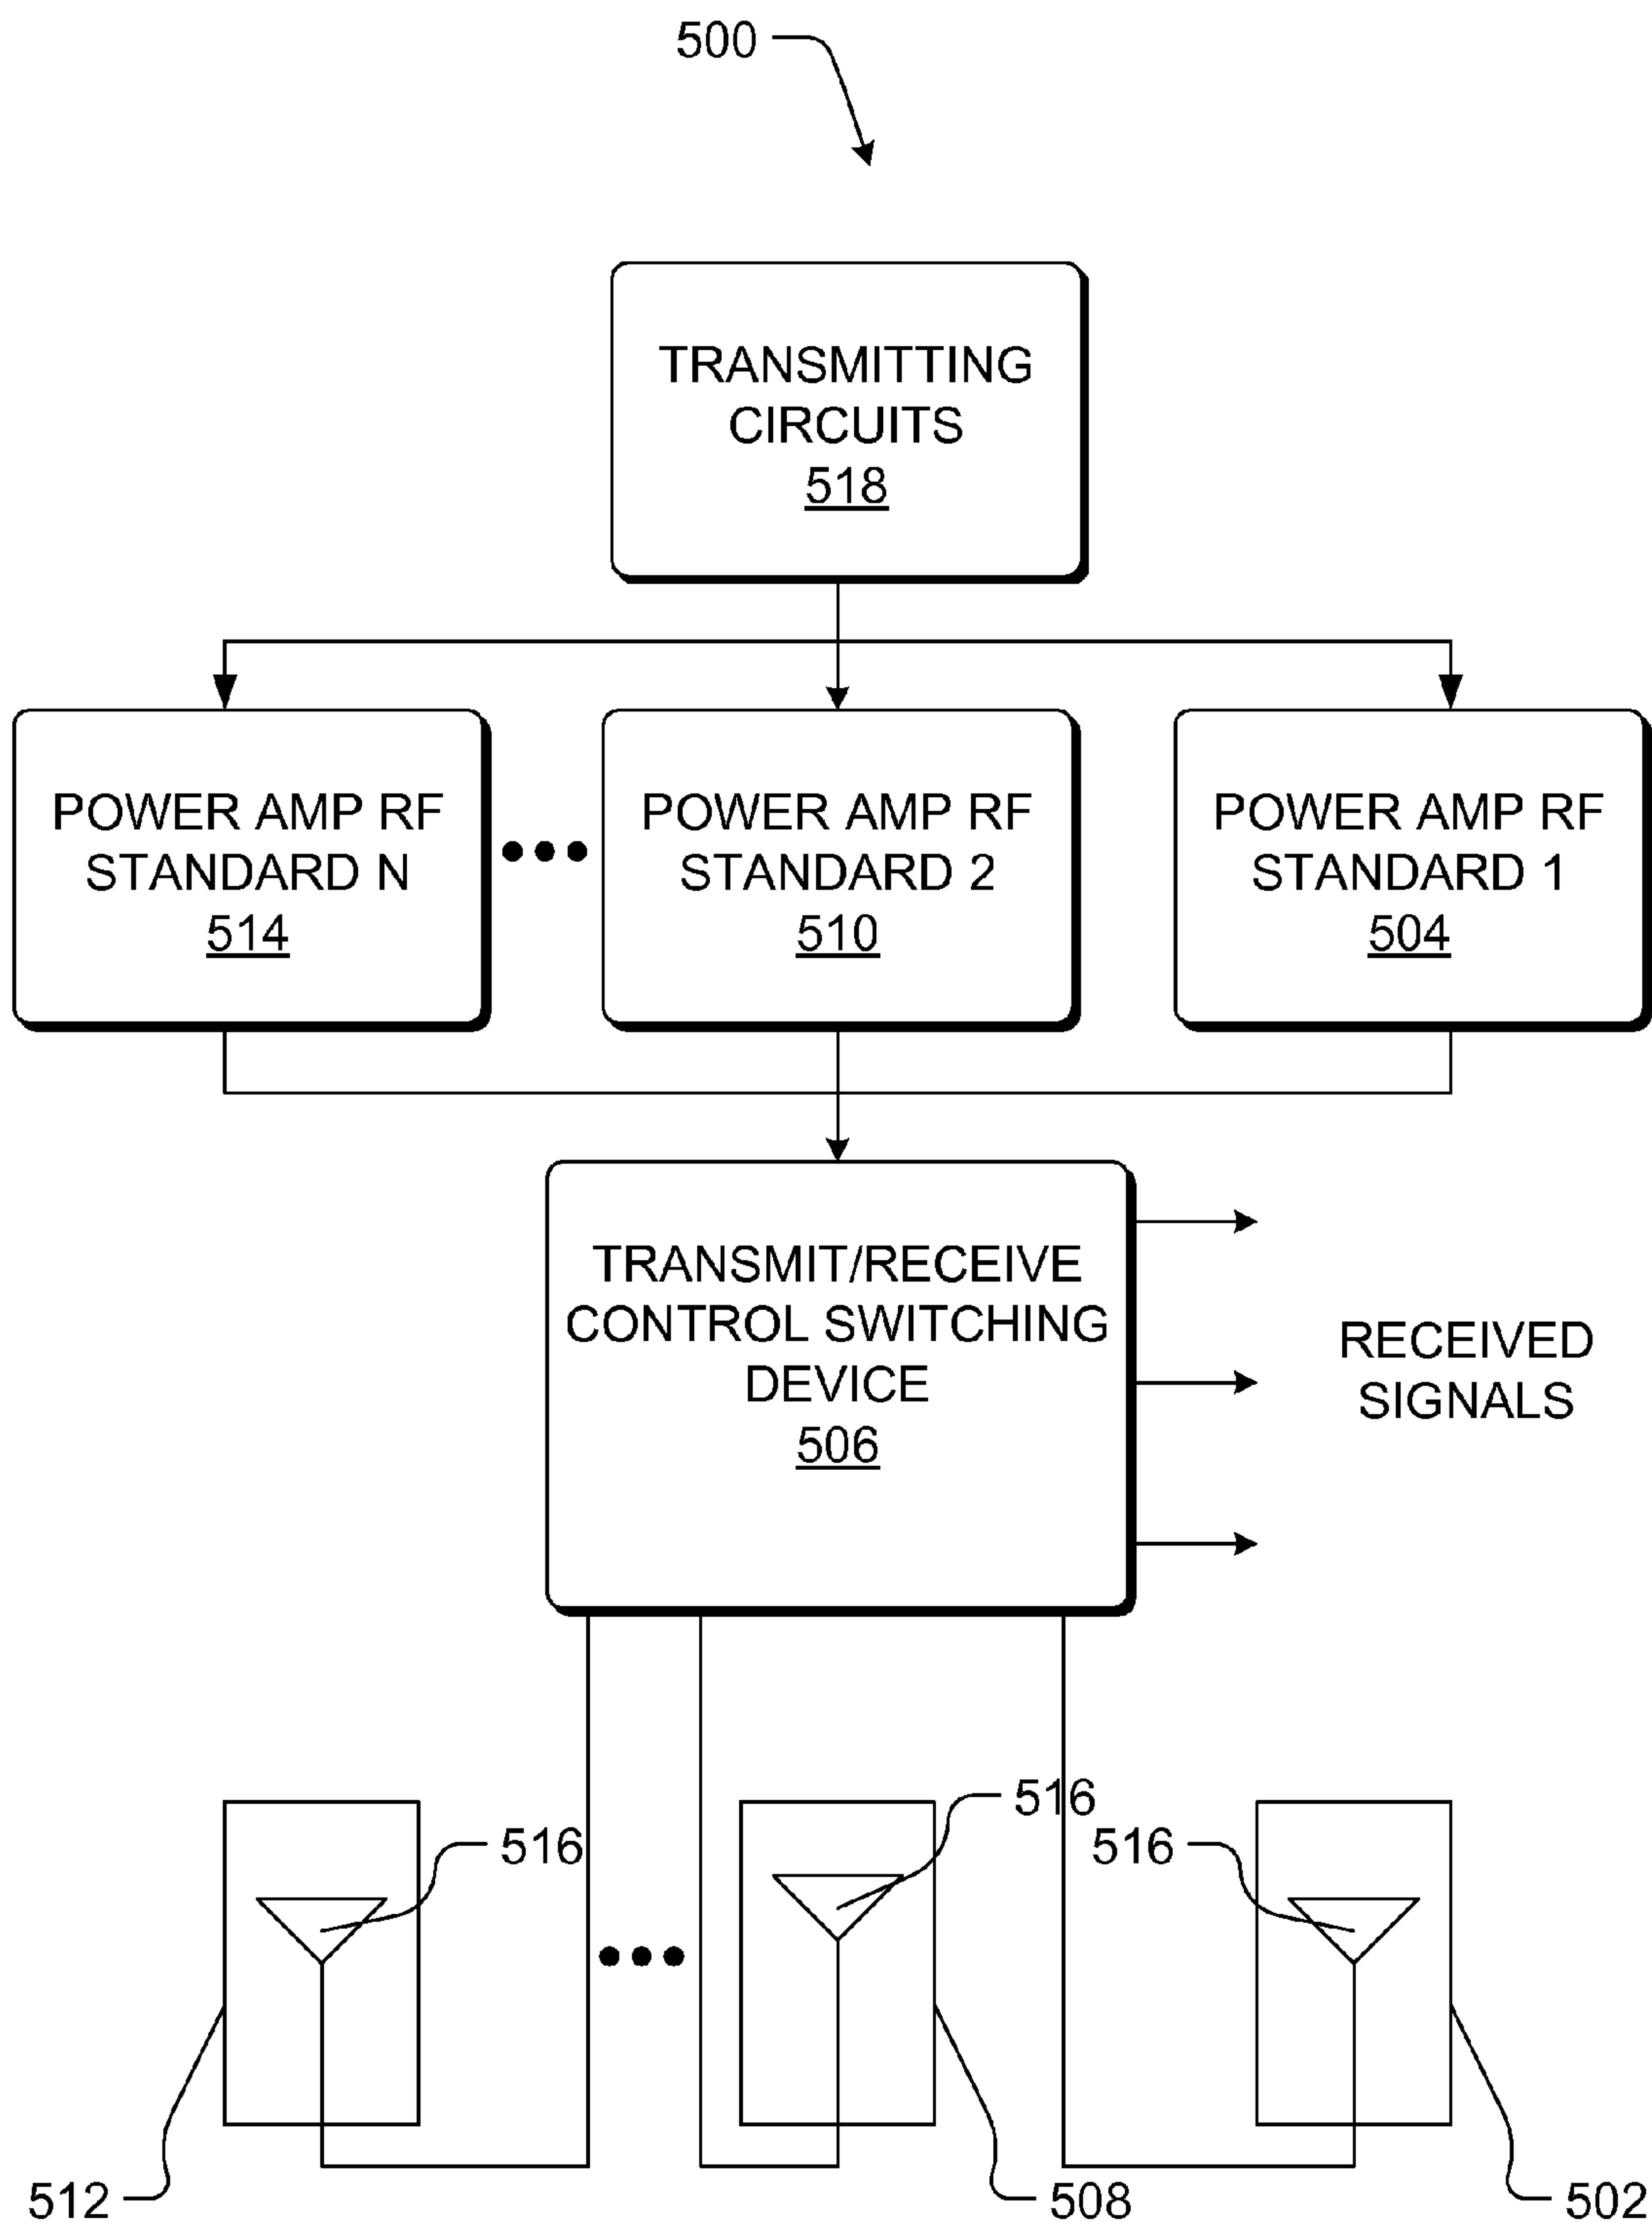 500
TRANSMITTING
CIRCUITS
518
POWER AMP RF
STANDARD N
514
POWER AMP RF
STANDARD 2
510
POWER AMP RF
STANDARD 1
504
TRANSMIT/RECEIVE
CONTROL SWITCHING
DEVICE
506
RECEIVED
SIGNALS
516
516
516
512
508
502